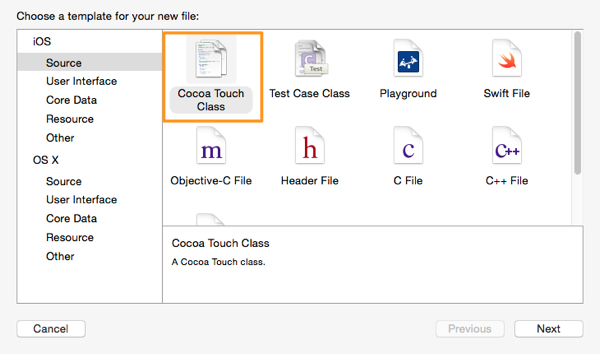 Choose a template for your new file:
iOS
Source
User Interface
Core Data
Resource
Other
OS X
Source
User Interface
Core Data
Resource
Other
Cocoa Touch
Class
Test
Test Case Class
Playground
Swift File
m
Objective-C File
h
Header File
c
C File
C++
C++ File
Cocoa Touch Class
A Cocoa Touch class.
Cancel
Previous
Next